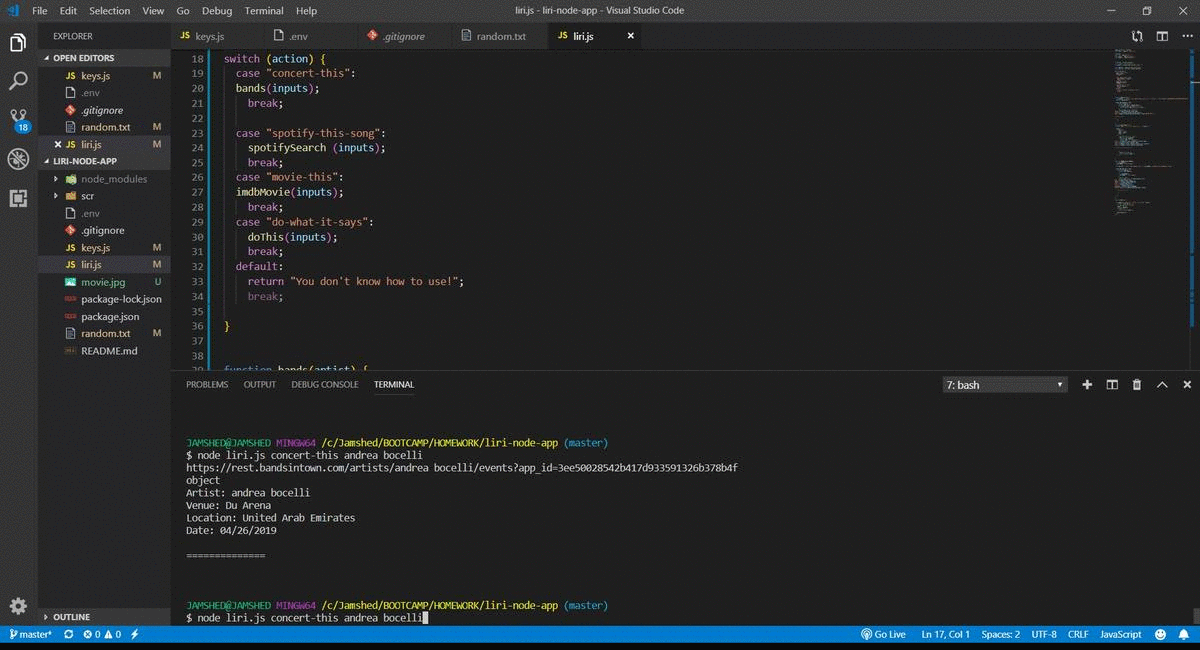 File Edit Selection View Go Debug Terminal Help
liri.js - liri-node-app - Visual Studio Code
EXPLORER
OPEN EDITORS
JS keys.js M
.env
.gitignore
random.txt M
JS liri.js M
LIRI-NODE-APP
node_modules
scr
.env
.gitignore
JS keys.js M
JS liri.js M
movie.jpg U
package-lock.json
package.json
random.txt M
README.md
OUTLINE
18
JS keys.js .env .gitignore random.txt JS liri.js
18 switch (action) {
19 case "concert-this":
20 bands(inputs);
21 break;
22
23 case "spotify-this-song":
24 spotifySearch (inputs);
25 break;
26 case "movie-this":
27 imdbMovie(inputs);
28 break;
29 case "do-what-it-says":
30 doThis(inputs);
31 break;
32 default:
33 return "You don't know how to use!";
34 break;
35
36 }
37
38
39 function bands(artist) {
PROBLEMS OUTPUT DEBUG CONSOLE TERMINAL
7: bash
JAMSHED@JAMSHED MINGW64 /c/Jamshed/BOOTCAMP/HOMEWORK/liri-node-app (master)
$ node liri.js concert-this andrea bocelli
https://rest.bandsintown.com/artists/andrea bocelli/events?app_id=3ee50028542b417d933591326b378b4f
object
Artist: andrea bocelli
Venue: Du Arena
Location: United Arab Emirates
Date: 04/26/2019
==============
JAMSHED@JAMSHED MINGW64 /c/Jamshed/BOOTCAMP/HOMEWORK/liri-node-app (master)
$ node liri.js concert-this andrea bocelli
master* 0 0 Go Live Ln 17, Col 1 Spaces: 2 UTF-8 CRLF JavaScript